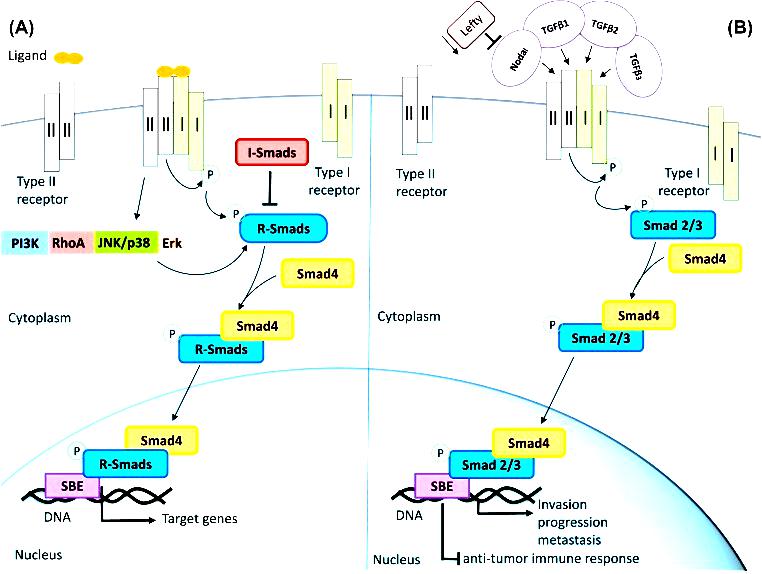 (A)
Ligand
II
II
II
II
I
I
I
I
Type II
receptor
Type I
receptor
I-Smads
P
P
R-Smads
PI3K
RhoA
JNK/p38
Erk
Smad4
Cytoplasm
Smad4
P
R-Smads
Smad4
P
R-Smads
SBE
DNA
Target genes
Nucleus
(B)
Lefty
Nodal
TGFβ1
TGFβ2
TGFβ3
II
II
II
II
I
I
I
I
Type II
receptor
Type I
receptor
P
P
Smad 2/3
Smad4
Cytoplasm
Smad4
P
Smad 2/3
Smad4
P
Smad 2/3
SBE
DNA
Invasion
progression
metastasis
anti-tumor immune response
Nucleus